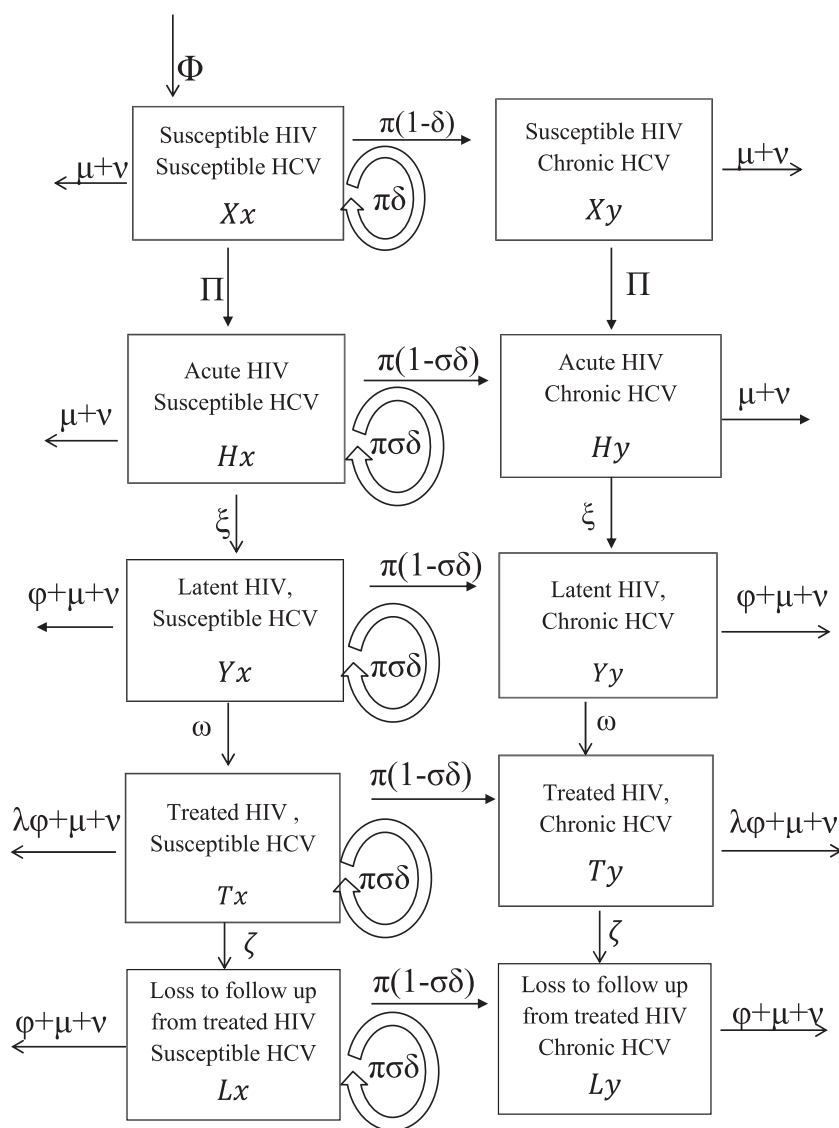 Φ
Susceptible HIV
Susceptible HCV
Xx
μ+ν
π(1-δ)
πδ
Susceptible HIV
Chronic HCV
Xy
μ+ν
Π
Π
Acute HIV
Susceptible HCV
Hx
μ+ν
π(1-σδ)
πσδ
Acute HIV
Chronic HCV
Hy
μ+ν
ξ
ξ
Latent HIV,
Susceptible HCV
Yx
φ+μ+ν
π(1-σδ)
πσδ
Latent HIV,
Chronic HCV
Yy
φ+μ+ν
ω
ω
Treated HIV ,
Susceptible HCV
Tx
λφ+μ+ν
π(1-σδ)
πσδ
Treated HIV,
Chronic HCV
Ty
λφ+μ+ν
ζ
ζ
Loss to follow up
from treated HIV
Susceptible HCV
Lx
φ+μ+ν
π(1-σδ)
πσδ
Loss to follow up
from treated HIV
Chronic HCV
Ly
φ+μ+ν